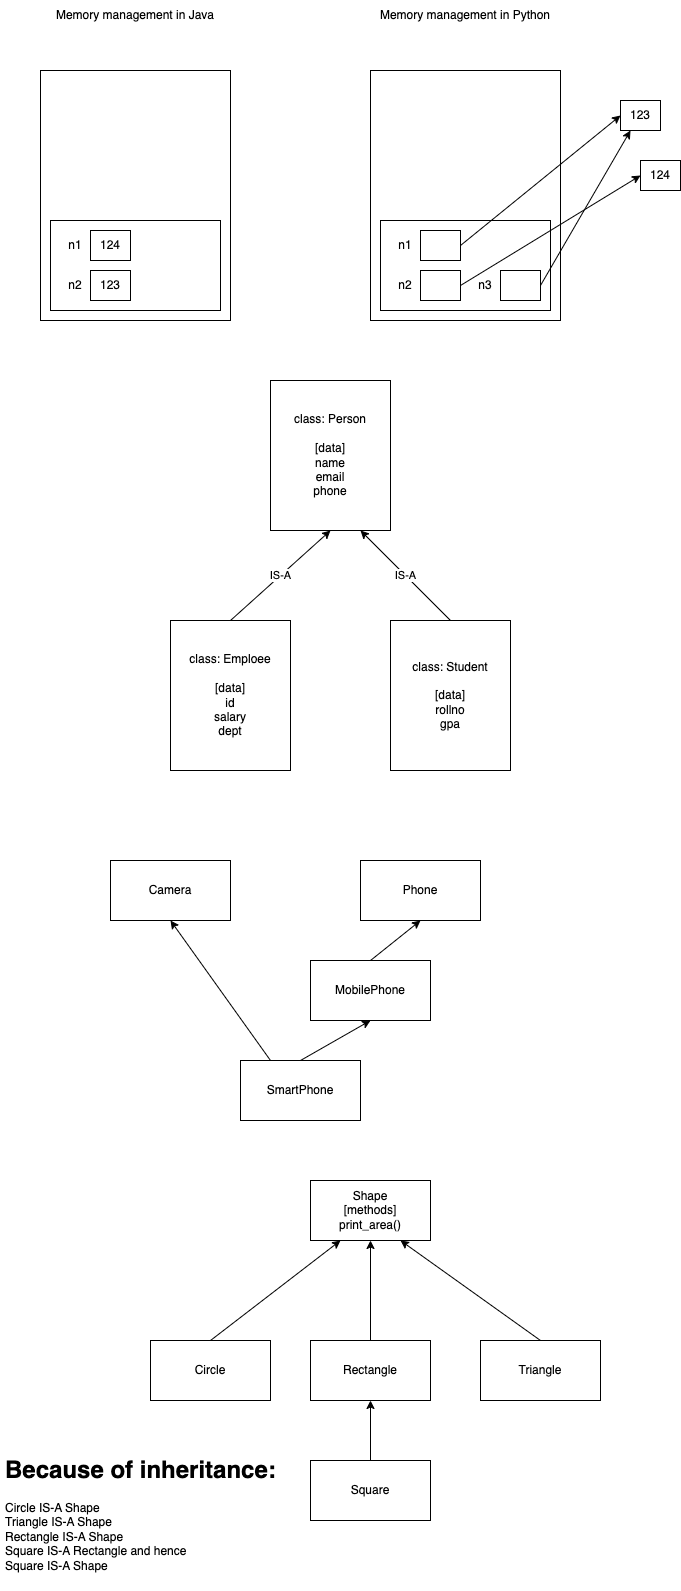 Memory management in Java
Memory management in Python
123
124
n1
124
n2
123
n1
n2
n3
class: Person
[data]
name
email
phone
IS-A
IS-A
class: Emploee
[data]
id
salary
dept
class: Student
[data]
rollno
gpa
Camera
Phone
MobilePhone
SmartPhone
Shape
[methods]
print_area()
Circle
Rectangle
Triangle
Square
Because of inheritance:
Circle IS-A Shape
Triangle IS-A Shape
Rectangle IS-A Shape
Square IS-A Rectangle and hence
Square IS-A Shape